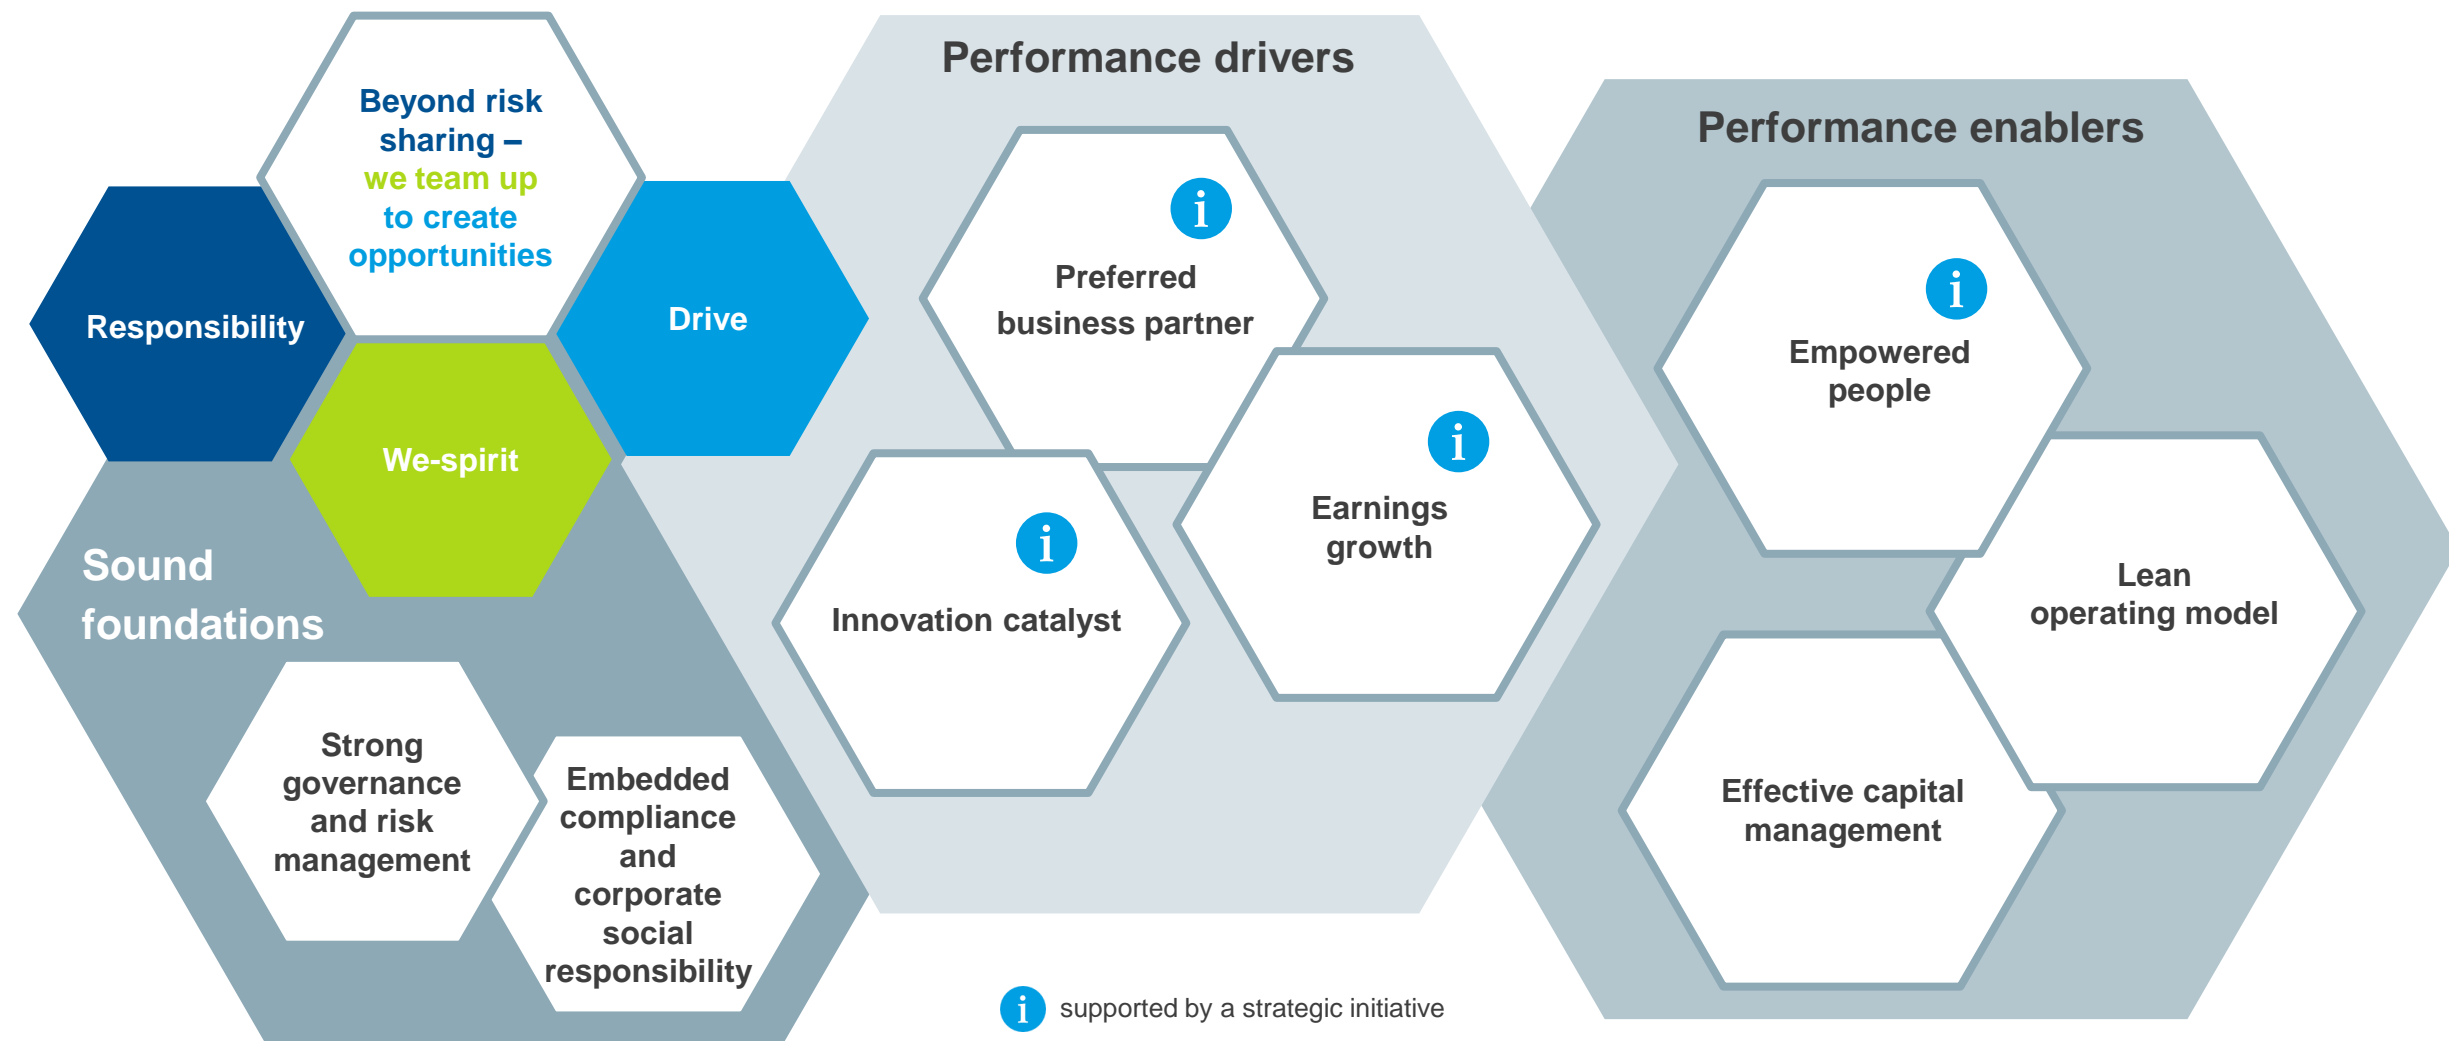 Beyond risk
sharing –
we team up
to create
opportunities
Responsibility
Drive
We-spirit
Sound
foundations
Strong
governance
and risk
management
Embedded
compliance
and
corporate
social
responsibility
Performance drivers
i
Preferred
business partner
i
Earnings
growth
i
Innovation catalyst
Performance enablers
i
Empowered
people
Lean
operating model
Effective capital
management
i supported by a strategic initiative